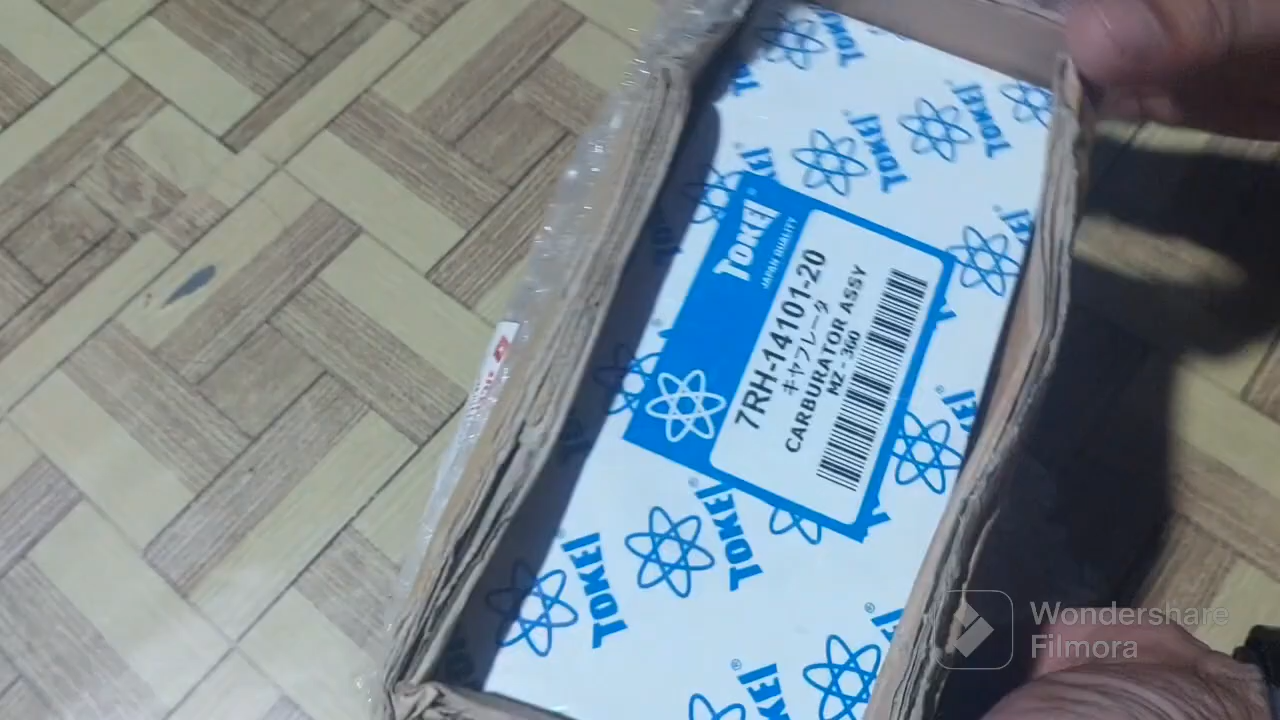 TOKEI
JAPAN QUALITY
7RH-14101-20
キャブレータ
CARBURATOR ASSY
MZ - 360
TOKEI
TOKEI
TOKEI
TOKEI
TOKEI
TOKEI
Wondershare
Filmora